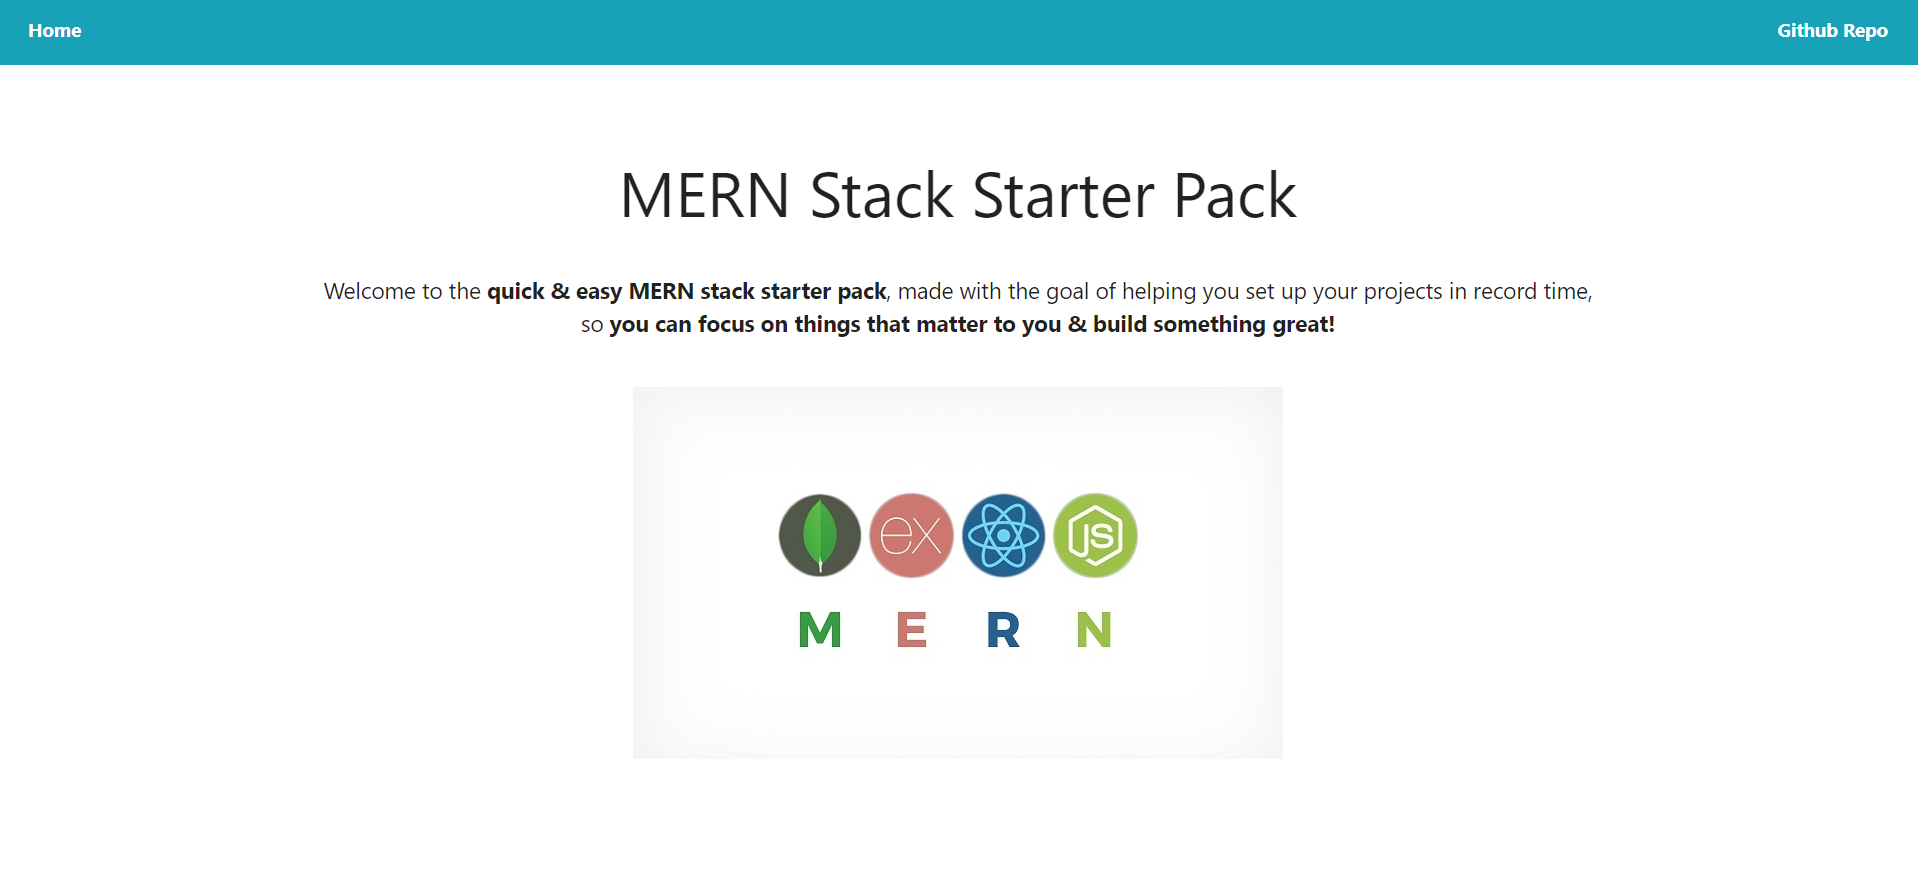 Home
Github Repo
MERN Stack Starter Pack
Welcome to the quick & easy MERN stack starter pack, made with the goal of helping you set up your projects in record time,
so you can focus on things that matter to you & build something great!
ex
JS
M E R N